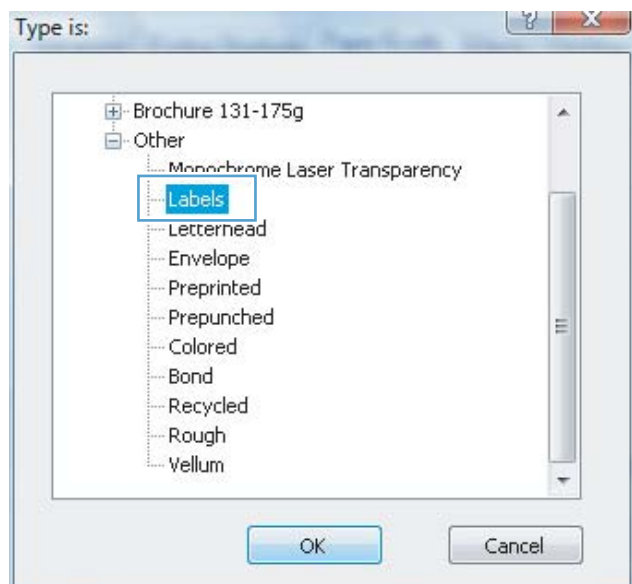 Type is:
Brochure 131-175g
Other
Monochrome Laser Transparency
Labels
Letterhead
Envelope
Preprinted
Prepunched
Colored
Bond
Recycled
Rough
Vellum
OK Cancel